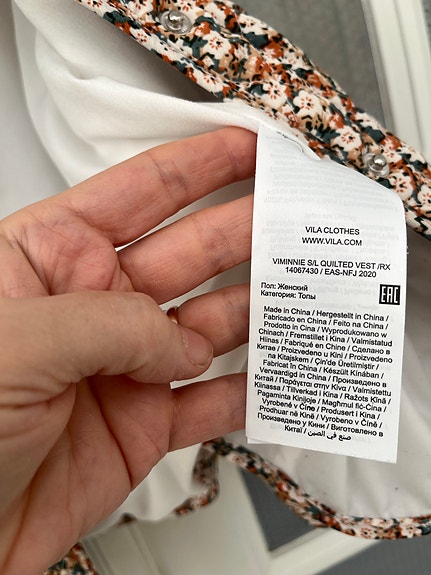 VILA CLOTHES
WWW.VILA.COM
VIMINNIE S/L QUILTED VEST /RX
14067430 / EAS-NFJ 2020
Пол: Женский
Категория: Топы
EAC
Made in China / Hergestellt in China /
Fabricado en China / Feito na China /
Prodotto in Cina / Wyprodukowano w
Chinach / Fremstillet i Kina / Valmistatud
Hiinas / Fabriqué en Chine / Сделано в
Китае / Proizvedeno u Kini / Proizvedeno
na Kitajskem / Çin'de Üretilmiştir /
Fabricat în China / Készült Kínában /
Vervaardigd in China / Произведено в
Китай / Παράγεται στην Κίνα / Valmistettu
Kiinassa / Tillverkad i Kina / Ražots Ķīnā /
Pagaminta Kinijoje / Magħmul fiċ-Ċina /
Vyrobené v Číne / Produsert i Kina /
Prodhuar në Kinë / Vyrobeno v Číně /
Произведено у Кини / Виготовлено в
Китаї / صنع في الصين /